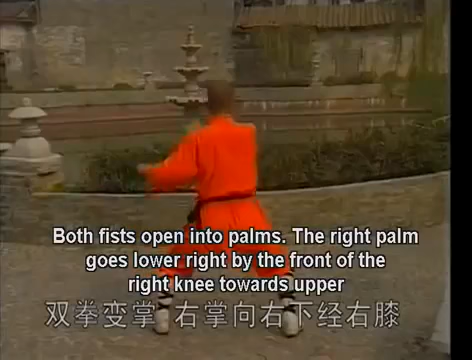 Both fists open into palms. The right palm
goes lower right by the front of the
right knee towards upper
双拳变掌 右掌向右下经右膝